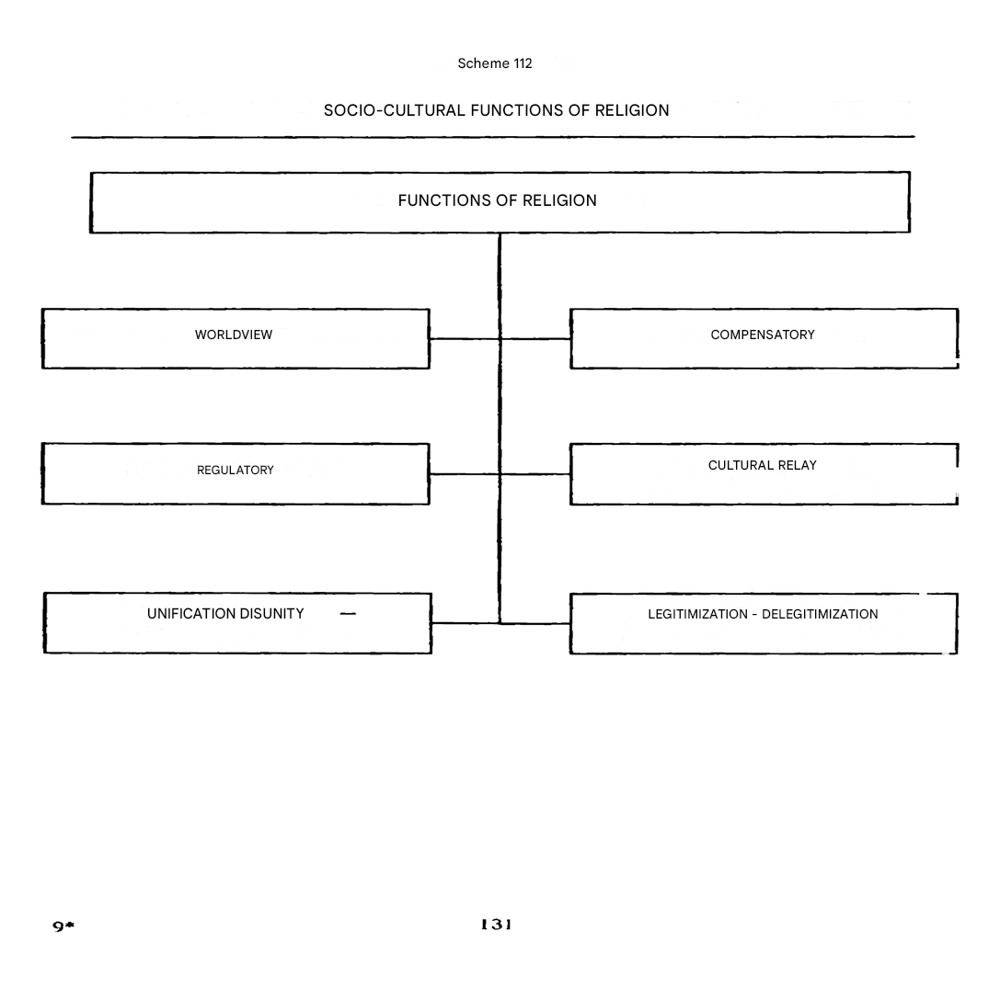 Scheme 112
SOCIO-CULTURAL FUNCTIONS OF RELIGION
FUNCTIONS OF RELIGION
WORLDVIEW
COMPENSATORY
REGULATORY
CULTURAL RELAY
UNIFICATION DISUNITY —
LEGITIMIZATION - DELEGITIMIZATION
9*
131